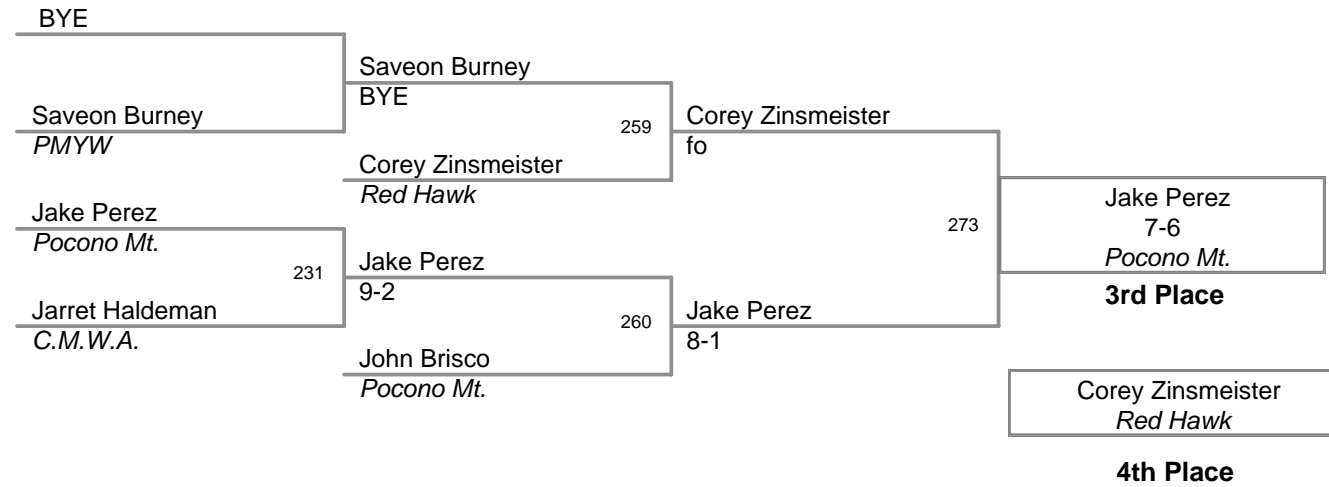 BYE
Saveon Burney
PMYW
Jake Perez
Pocono Mt.
231
Jarret Haldeman
C.M.W.A.
Saveon Burney
BYE
259
Corey Zinsmeister
Red Hawk
Jake Perez
9-2
260
John Brisco
Pocono Mt.
Corey Zinsmeister
fo
273
Jake Perez
8-1
Jake Perez
7-6
Pocono Mt.
3rd Place
Corey Zinsmeister
Red Hawk
4th Place